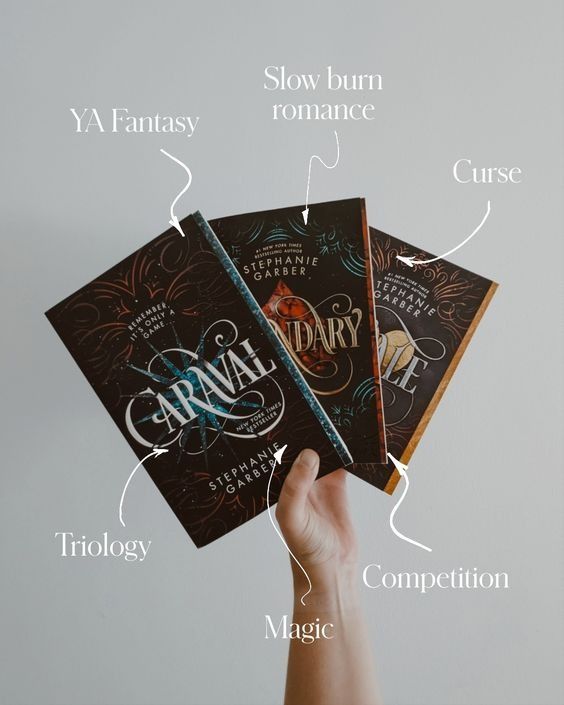 Slow burn
romance
YA Fantasy
Curse
REMEMBER,
IT'S ONLY A
GAME...
CARAVAL
NEW YORK TIMES
BESTSELLER
STEPHANIE
GARBER
#1 NEW YORK TIMES
BESTSELLING AUTHOR
STEPHANIE
GARBER
NDARY
#1 NEW YORK TIMES
BESTSELLING AUTHOR
STEPHANIE
GARBER
LE
Triology
Competition
Magic